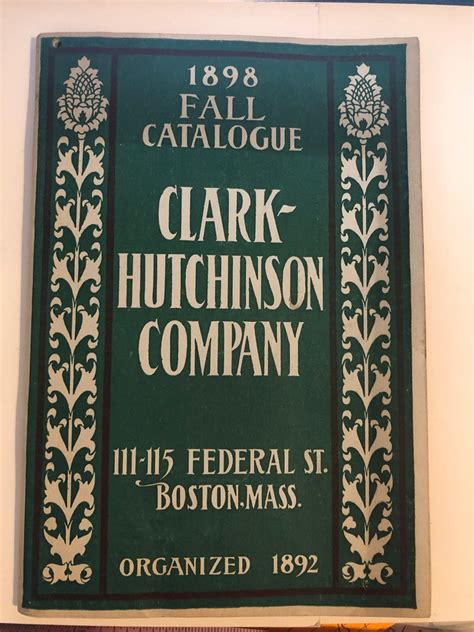 1898
FALL
CATALOGUE
CLARK-
HUTCHINSON
COMPANY
111-115 FEDERAL ST.
BOSTON. MASS.
ORGANIZED 1892